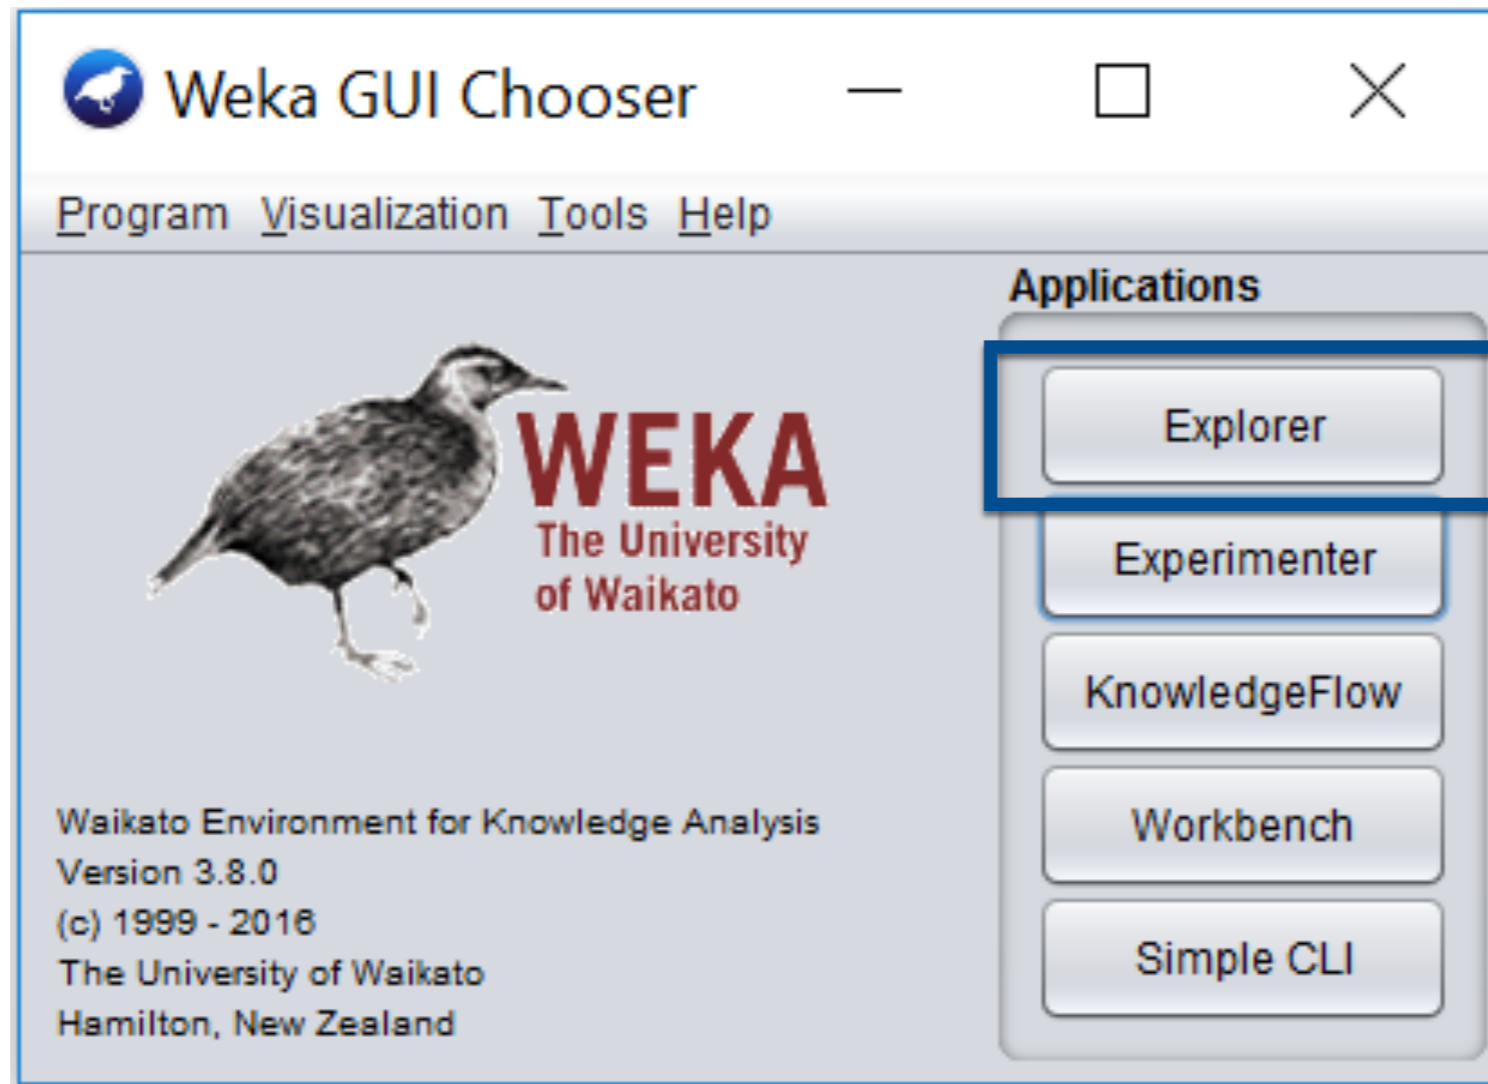 Weka GUI Chooser
Program Visualization Tools Help
Applications
Explorer
Experimenter
KnowledgeFlow
Workbench
Simple CLI
WEKA
The University
of Waikato
Waikato Environment for Knowledge Analysis
Version 3.8.0
(c) 1999 - 2016
The University of Waikato
Hamilton, New Zealand